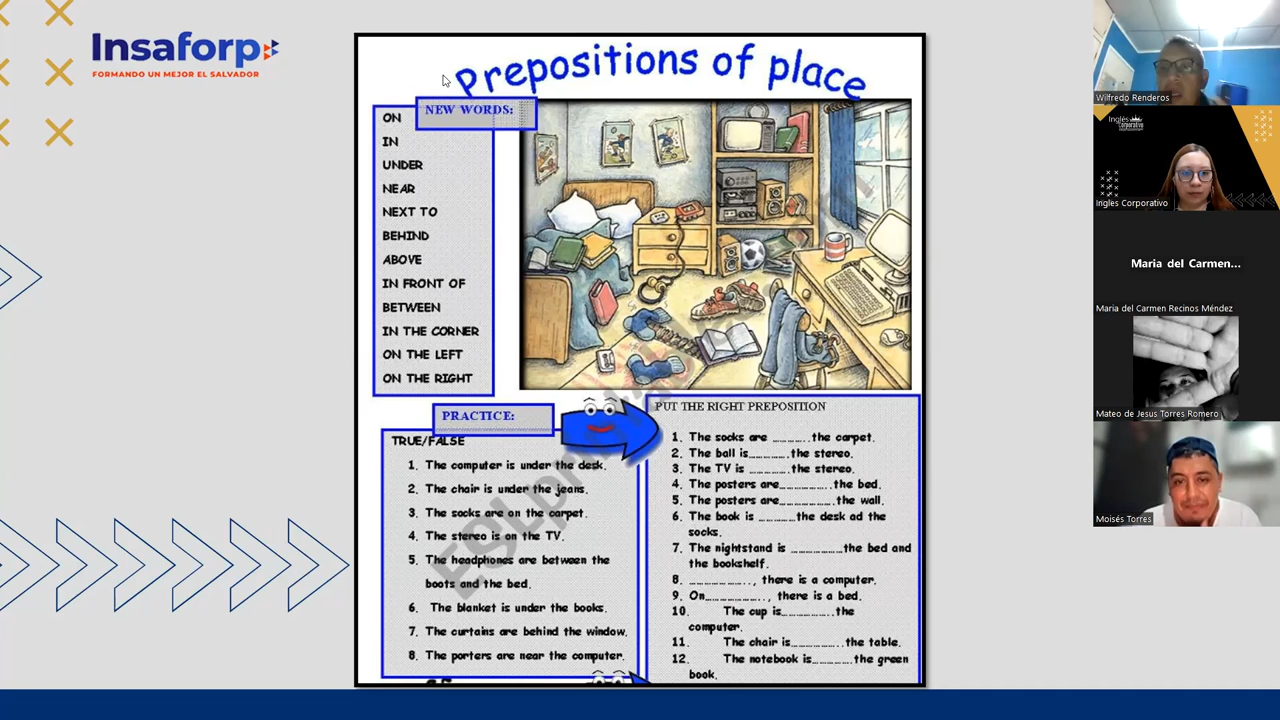 Insaforp
FORMANDO UN MEJOR EL SALVADOR
Prepositions of place
NEW WORDS:
ON
IN
UNDER
NEAR
NEXT TO
BEHIND
ABOVE
IN FRONT OF
BETWEEN
IN THE CORNER
ON THE LEFT
ON THE RIGHT
PRACTICE:
TRUE/FALSE
1. The computer is under the desk.
2. The chair is under the jeans.
3. The socks are on the carpet.
4. The stereo is on the TV.
5. The headphones are between the
boots and the bed.
6. The blanket is under the books.
7. The curtains are behind the window.
8. The porters are near the computer.
PUT THE RIGHT PREPOSITION
1. The socks are ………..the carpet.
2. The ball is………..the stereo.
3. The TV is …………..the stereo.
4. The posters are…………..the bed.
5. The posters are……………..the wall.
6. The book is ………..the desk ad the
socks.
7. The nightstand is ……………the bed and
the bookshelf.
8. …………….., there is a computer.
9. On…………….., there is a bed.
10. The cup is…………..the
computer.
11. The chair is……………..the table.
12. The notebook is………….the green
book.
Wilfredo Renderos
Inglés Corporativo
Ingles Corporativo
Maria del Carmen...
Maria del Carmen Recinos Méndez
Mateo de Jesus Torres Romero
Moisés Torres